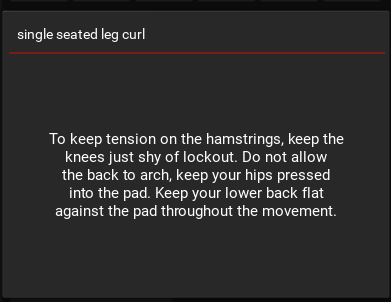 single seated leg curl
To keep tension on the hamstrings, keep the
knees just shy of lockout. Do not allow
the back to arch, keep your hips pressed
into the pad. Keep your lower back flat
against the pad throughout the movement.